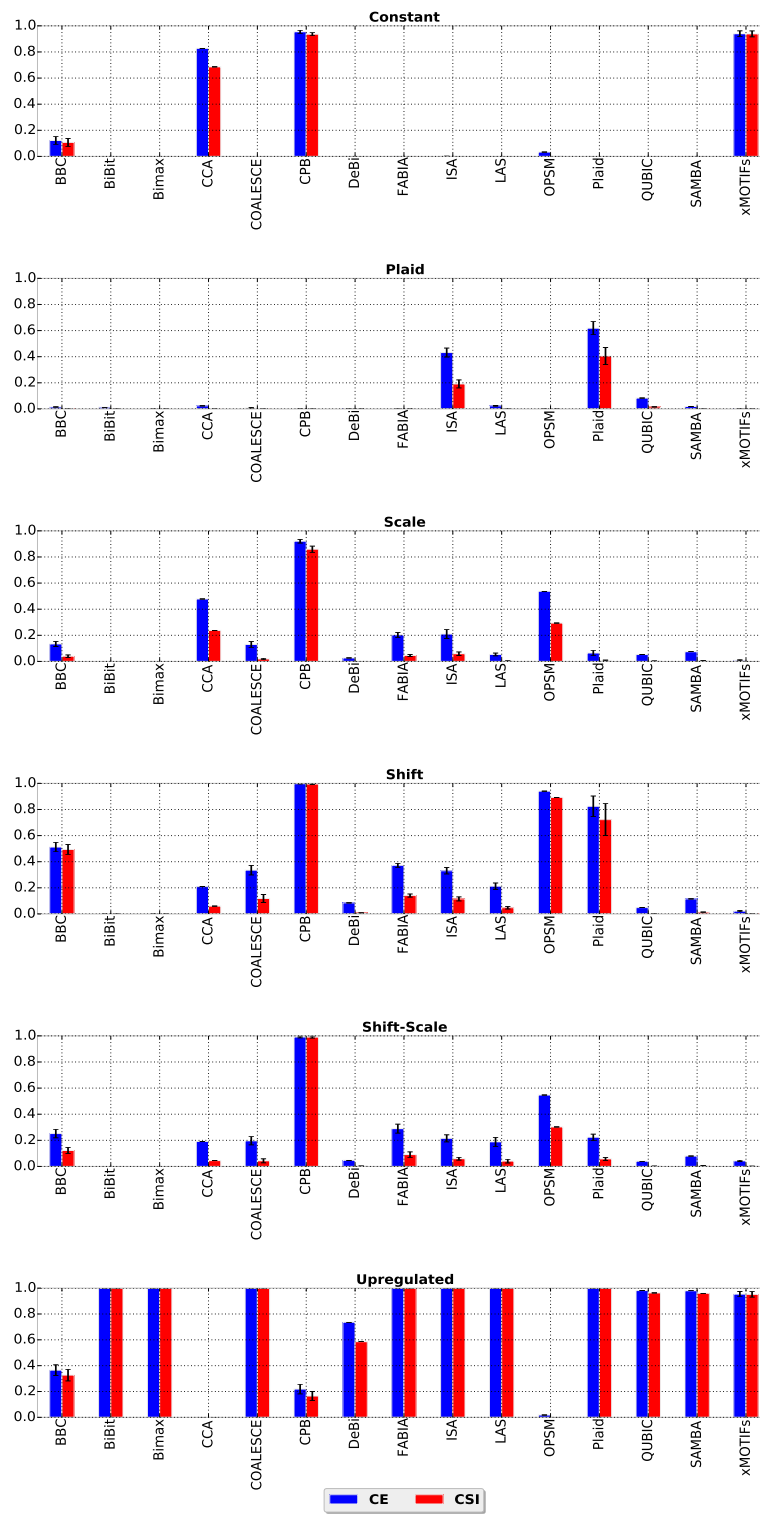 Constant
1.0
0.8
0.6
0.4
0.2
0.0
BBC BiBit Bimax CCA COALESCE CPB DeBi FABIA ISA LAS OPSM Plaid QUBIC SAMBA xMOTIFs
Plaid
1.0
0.8
0.6
0.4
0.2
0.0
BBC BiBit Bimax CCA COALESCE CPB DeBi FABIA ISA LAS OPSM Plaid QUBIC SAMBA xMOTIFs
Scale
1.0
0.8
0.6
0.4
0.2
0.0
BBC BiBit Bimax CCA COALESCE CPB DeBi FABIA ISA LAS OPSM Plaid QUBIC SAMBA xMOTIFs
Shift
1.0
0.8
0.6
0.4
0.2
0.0
BBC BiBit Bimax CCA COALESCE CPB DeBi FABIA ISA LAS OPSM Plaid QUBIC SAMBA xMOTIFs
Shift-Scale
1.0
0.8
0.6
0.4
0.2
0.0
BBC BiBit Bimax CCA COALESCE CPB DeBi FABIA ISA LAS OPSM Plaid QUBIC SAMBA xMOTIFs
Upregulated
1.0
0.8
0.6
0.4
0.2
0.0
BBC BiBit Bimax CCA COALESCE CPB DeBi FABIA ISA LAS OPSM Plaid QUBIC SAMBA xMOTIFs
CE CSI